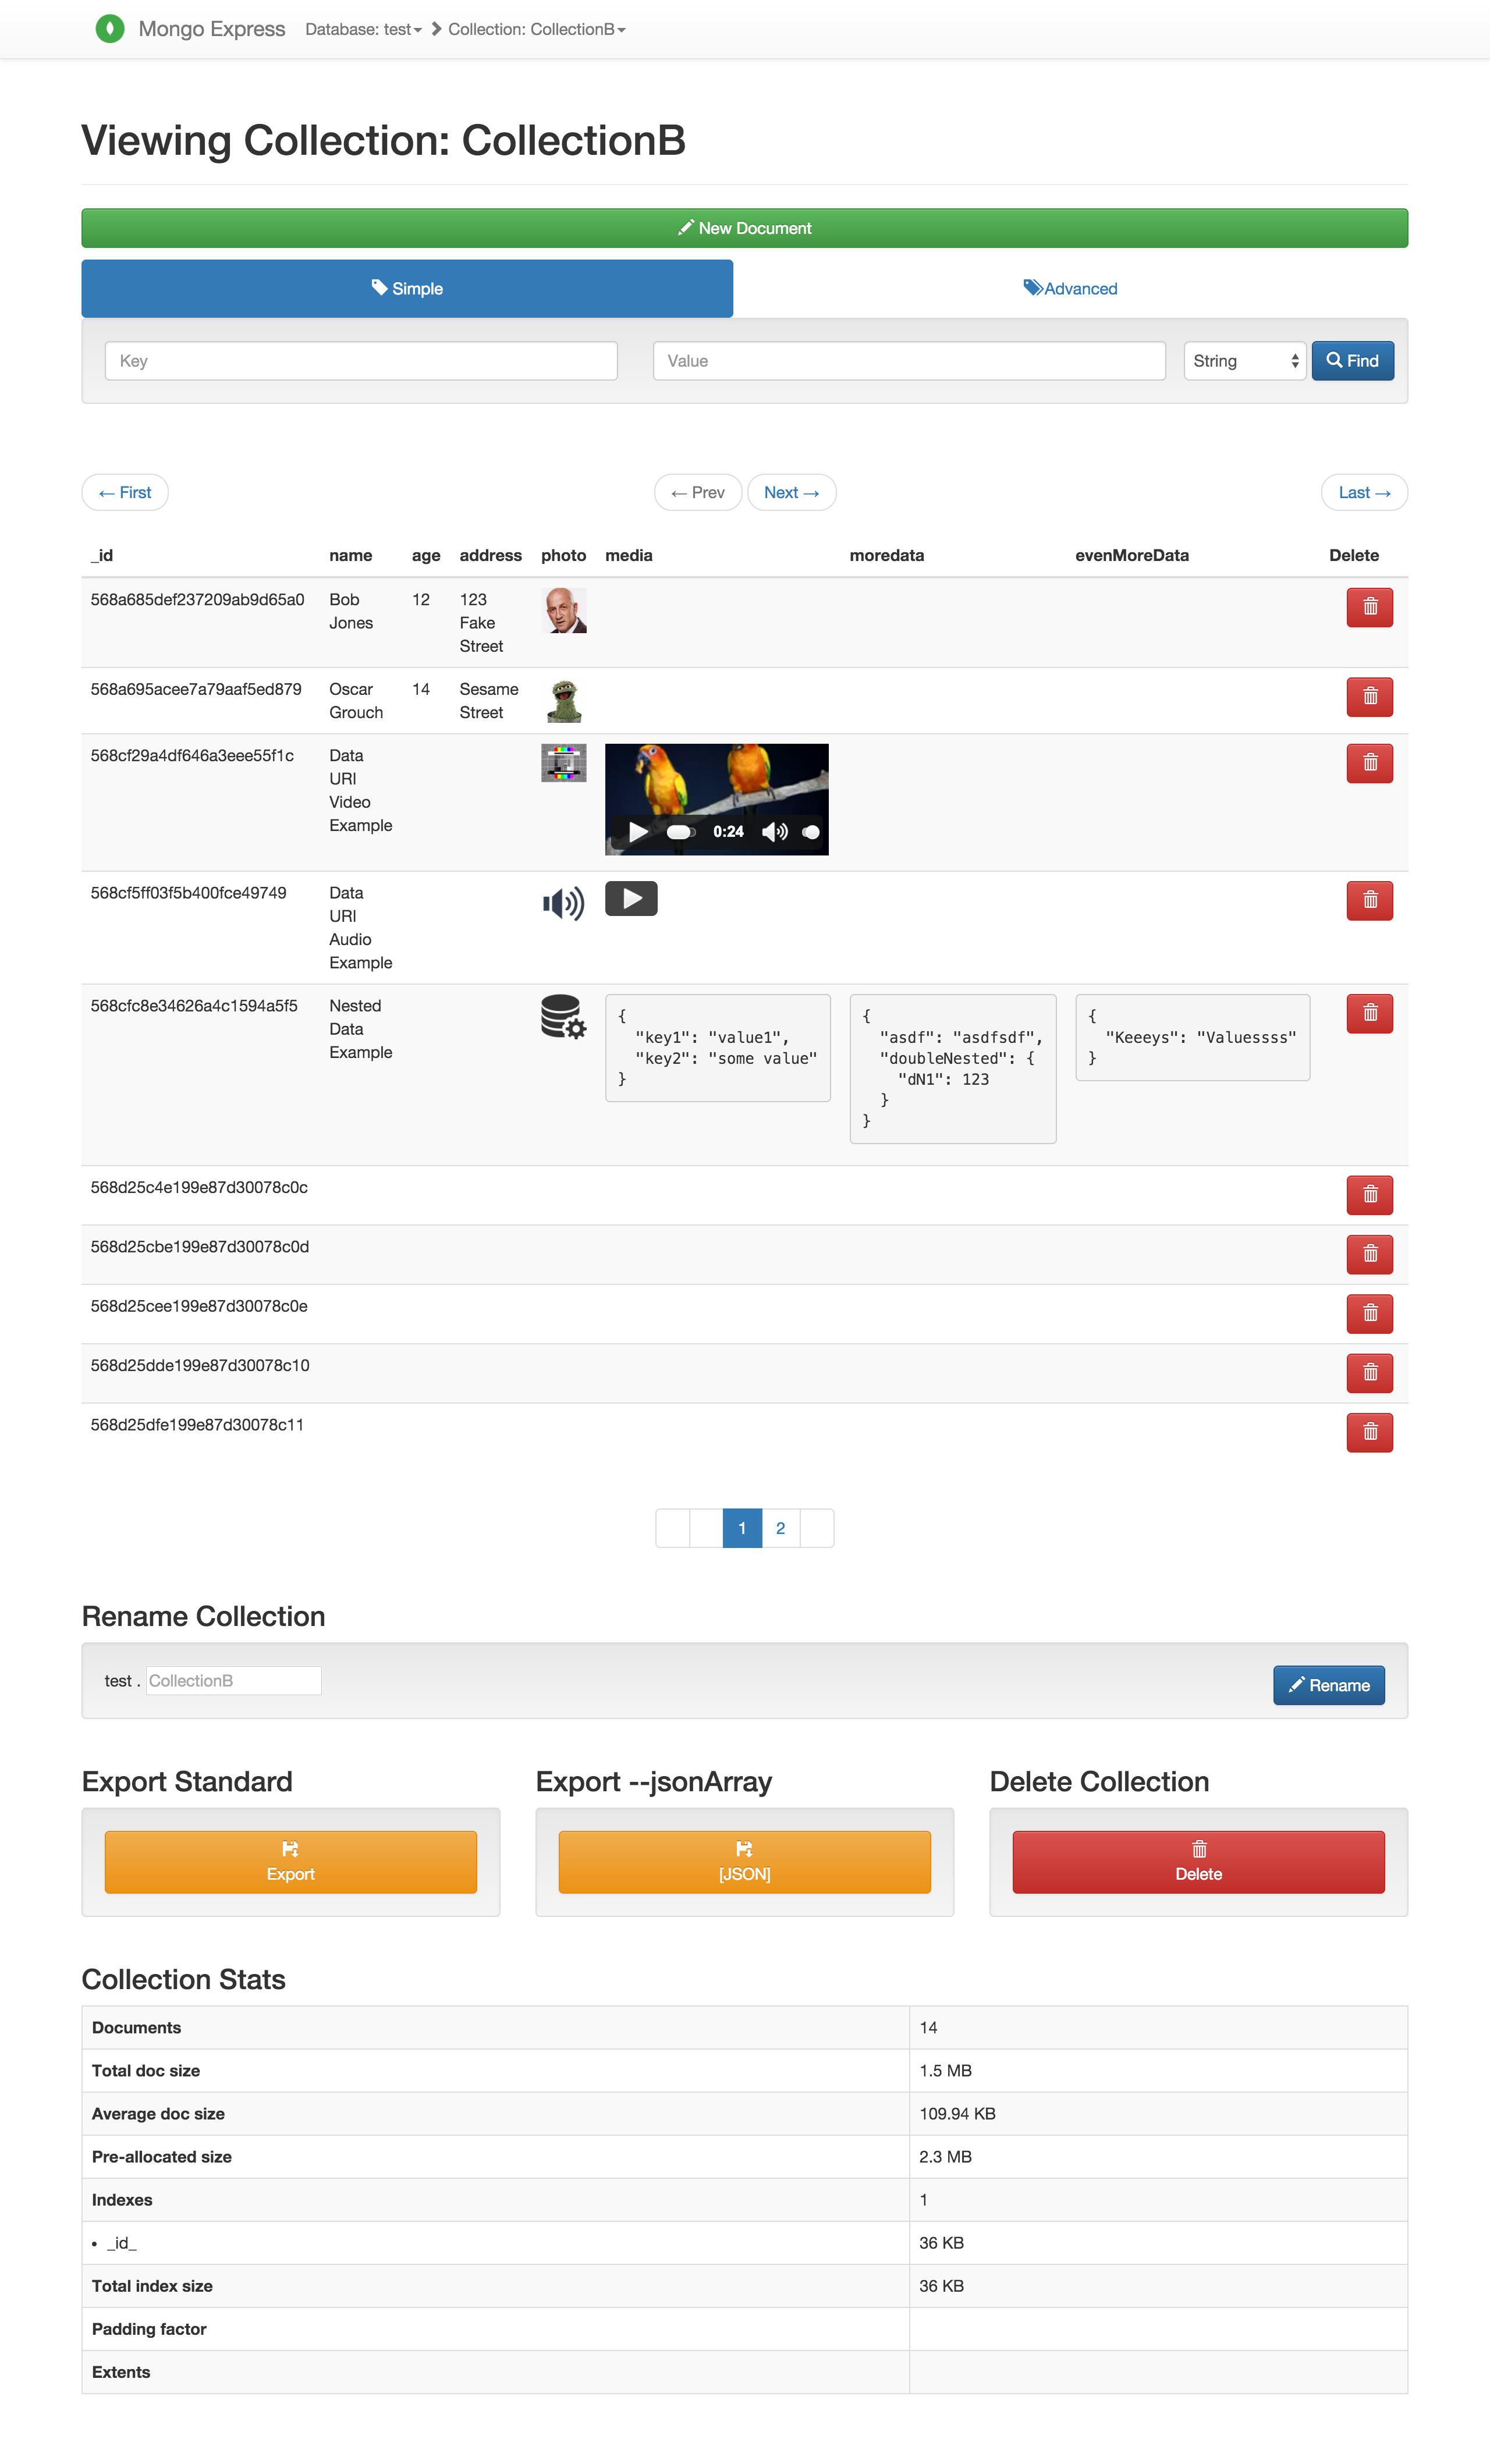 Mongo Express Database: test Collection: CollectionB
Viewing Collection: CollectionB
New Document
Simple Advanced
Key Value String Find
← First ← Prev Next → Last →
_id name age address photo media moredata evenMoreData Delete
568a685def237209ab9d65a0 Bob 12 123
Jones Fake
Street
568a695acee7a79aaf5ed879 Oscar 14 Sesame
Grouch Street
568cf29a4df646a3eee55f1c Data
URI
Video
Example
0:24
568cf5ff03f5b400fce49749 Data
URI
Audio
Example
568cfc8e34626a4c1594a5f5 Nested
Data
Example
{
"key1": "value1",
"key2": "some value"
}
{
"asdf": "asdfsdf",
"doubleNested": {
"dN1": 123
}
}
{
"Keeeys": "Valuessss"
}
568d25c4e199e87d30078c0c
568d25cbe199e87d30078c0d
568d25cee199e87d30078c0e
568d25dde199e87d30078c10
568d25dfe199e87d30078c11
1 2
Rename Collection
test . CollectionB Rename
Export Standard Export --jsonArray Delete Collection
Export [JSON] Delete
Collection Stats
Documents 14
Total doc size 1.5 MB
Average doc size 109.94 KB
Pre-allocated size 2.3 MB
Indexes 1
• _id_ 36 KB
Total index size 36 KB
Padding factor
Extents